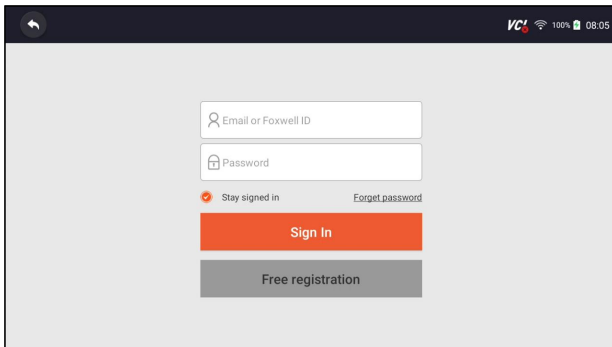 VCI 100% 08:05
Email or Foxwell ID
Password
Stay signed in Forget password
Sign In
Free registration